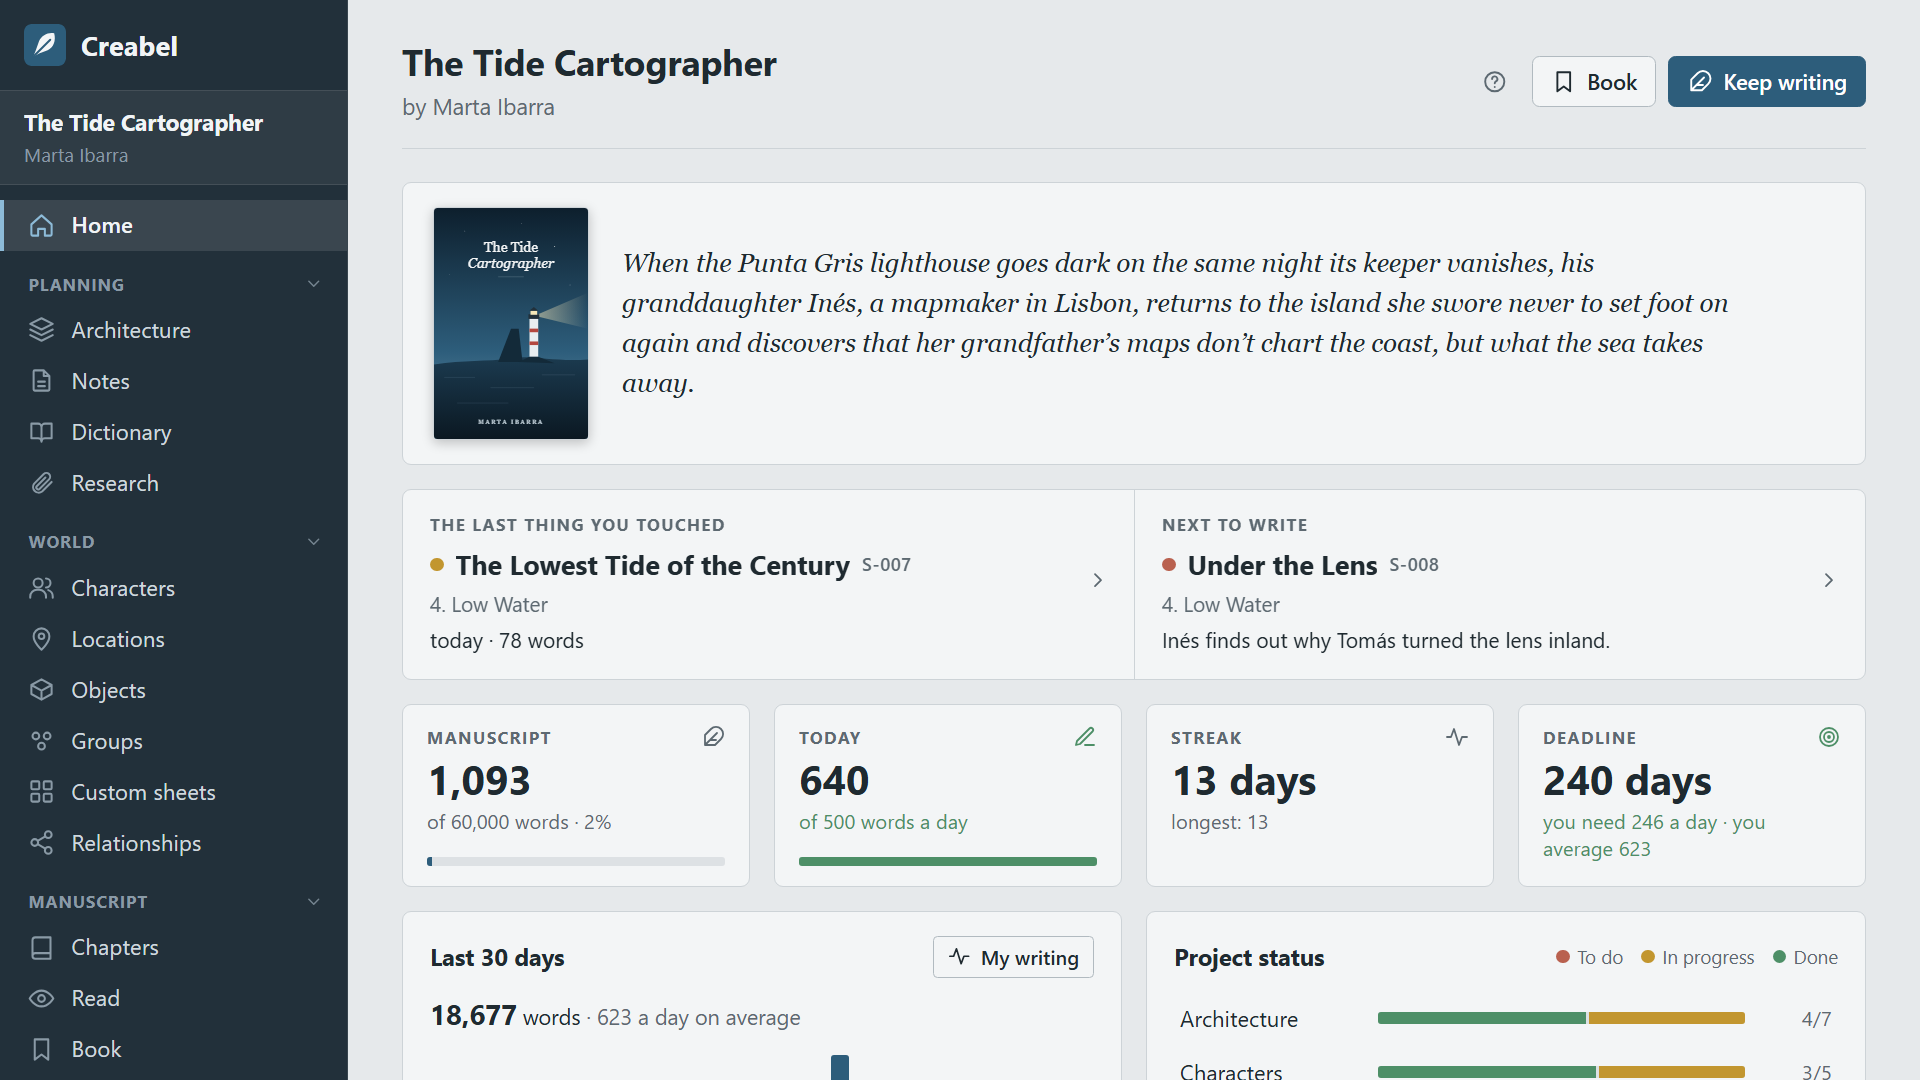 Creabel
The Tide Cartographer
Marta Ibarra
Home
PLANNING
Architecture
Notes
Dictionary
Research
WORLD
Characters
Locations
Objects
Groups
Custom sheets
Relationships
MANUSCRIPT
Chapters
Read
Book
The Tide Cartographer
by Marta Ibarra
Book
Keep writing
The Tide
Cartographer
MARTA IBARRA
When the Punta Gris lighthouse goes dark on the same night its keeper vanishes, his
granddaughter Inés, a mapmaker in Lisbon, returns to the island she swore never to set foot on
again and discovers that her grandfather’s maps don’t chart the coast, but what the sea takes
away.
THE LAST THING YOU TOUCHED
The Lowest Tide of the Century S-007
4. Low Water
today · 78 words
NEXT TO WRITE
Under the Lens S-008
4. Low Water
Inés finds out why Tomás turned the lens inland.
MANUSCRIPT
1,093
of 60,000 words · 2%
TODAY
640
of 500 words a day
STREAK
13 days
longest: 13
DEADLINE
240 days
you need 246 a day · you
average 623
Last 30 days
My writing
18,677 words · 623 a day on average
Project status
To do
In progress
Done
Architecture
4/7
Characters
3/5